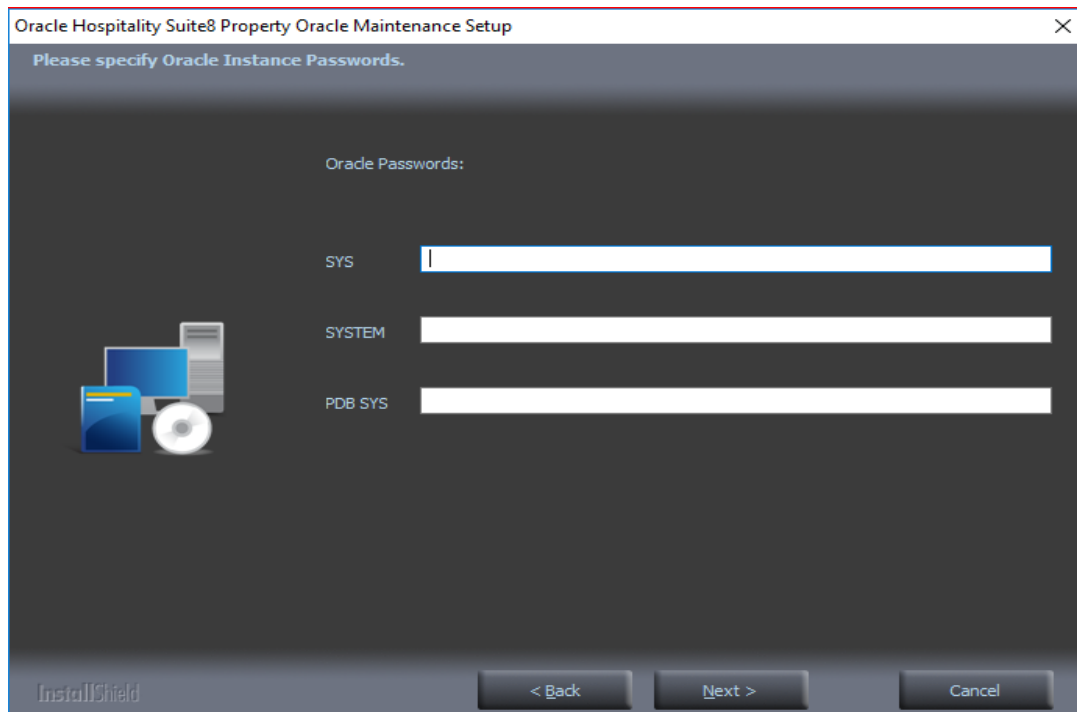 Oracle Hospitality Suite8 Property Oracle Maintenance Setup
Please specify Oracle Instance Passwords.
Oracle Passwords:
SYS
SYSTEM
PDB SYS
InstallShield
< Back
Next >
Cancel